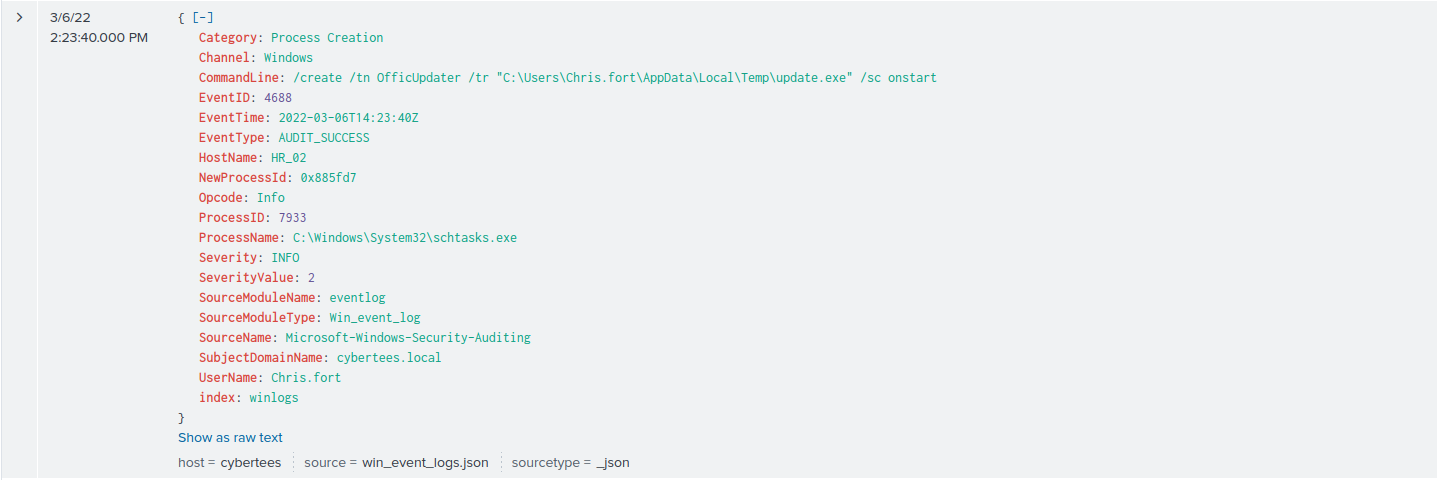 > 3/6/22 { [-]
2:23:40.000 PM Category: Process Creation
Channel: Windows
CommandLine: /create /tn OfficUpdater /tr "C:\Users\Chris.fort\AppData\Local\Temp\update.exe" /sc onstart
EventID: 4688
EventTime: 2022-03-06T14:23:40Z
EventType: AUDIT_SUCCESS
HostName: HR_02
NewProcessId: 0x885fd7
Opcode: Info
ProcessID: 7933
ProcessName: C:\Windows\System32\schtasks.exe
Severity: INFO
SeverityValue: 2
SourceModuleName: eventlog
SourceModuleType: Win_event_log
SourceName: Microsoft-Windows-Security-Auditing
SubjectDomainName: cybertees.local
UserName: Chris.fort
index: winlogs
}
Show as raw text
host = cybertees source = win_event_logs.json sourcetype = _json